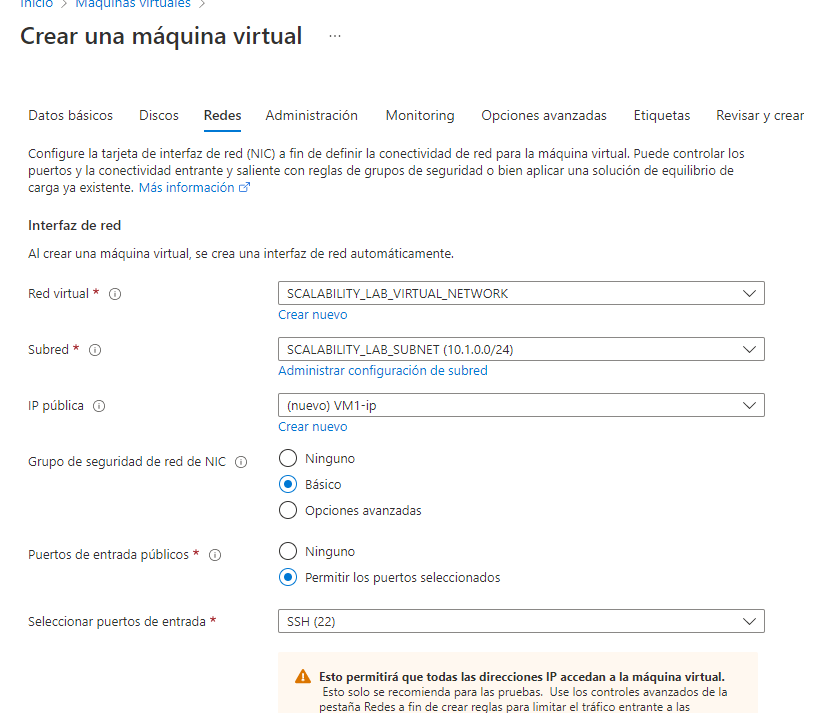 Inicio > Máquinas virtuales >
Crear una máquina virtual ...
Datos básicos Discos Redes Administración Monitoring Opciones avanzadas Etiquetas Revisar y crear
Configure la tarjeta de interfaz de red (NIC) a fin de definir la conectividad de red para la máquina virtual. Puede controlar los
puertos y la conectividad entrante y saliente con reglas de grupos de seguridad o bien aplicar una solución de equilibrio de
carga ya existente. Más información
Interfaz de red
Al crear una máquina virtual, se crea una interfaz de red automáticamente.
Red virtual * SCALABILITY_LAB_VIRTUAL_NETWORK
Crear nuevo
Subred * SCALABILITY_LAB_SUBNET (10.1.0.0/24)
Administrar configuración de subred
IP pública (nuevo) VM1-ip
Crear nuevo
Grupo de seguridad de red de NIC Ninguno
Básico
Opciones avanzadas
Puertos de entrada públicos * Ninguno
Permitir los puertos seleccionados
Seleccionar puertos de entrada * SSH (22)
Esto permitirá que todas las direcciones IP accedan a la máquina virtual.
Esto solo se recomienda para las pruebas. Use los controles avanzados de la
pestaña Redes a fin de crear reglas para limitar el tráfico entrante a las